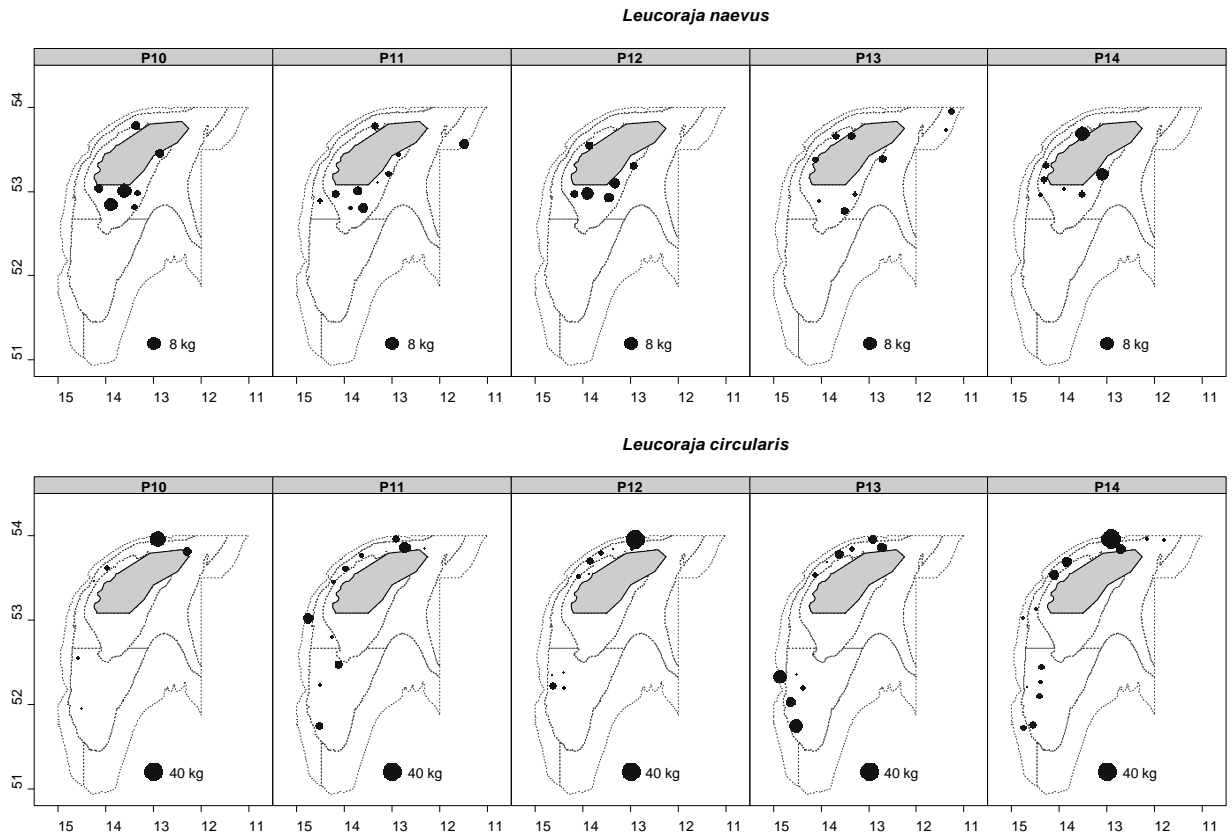 Leucoraja naevus
P10 P11 P12 P13 P14
54
53
52
51
8 kg 8 kg 8 kg 8 kg 8 kg
15 14 13 12 11 15 14 13 12 11 15 14 13 12 11 15 14 13 12 11 15 14 13 12 11
Leucoraja circularis
P10 P11 P12 P13 P14
54
53
52
51
40 kg 40 kg 40 kg 40 kg 40 kg
15 14 13 12 11 15 14 13 12 11 15 14 13 12 11 15 14 13 12 11 15 14 13 12 11